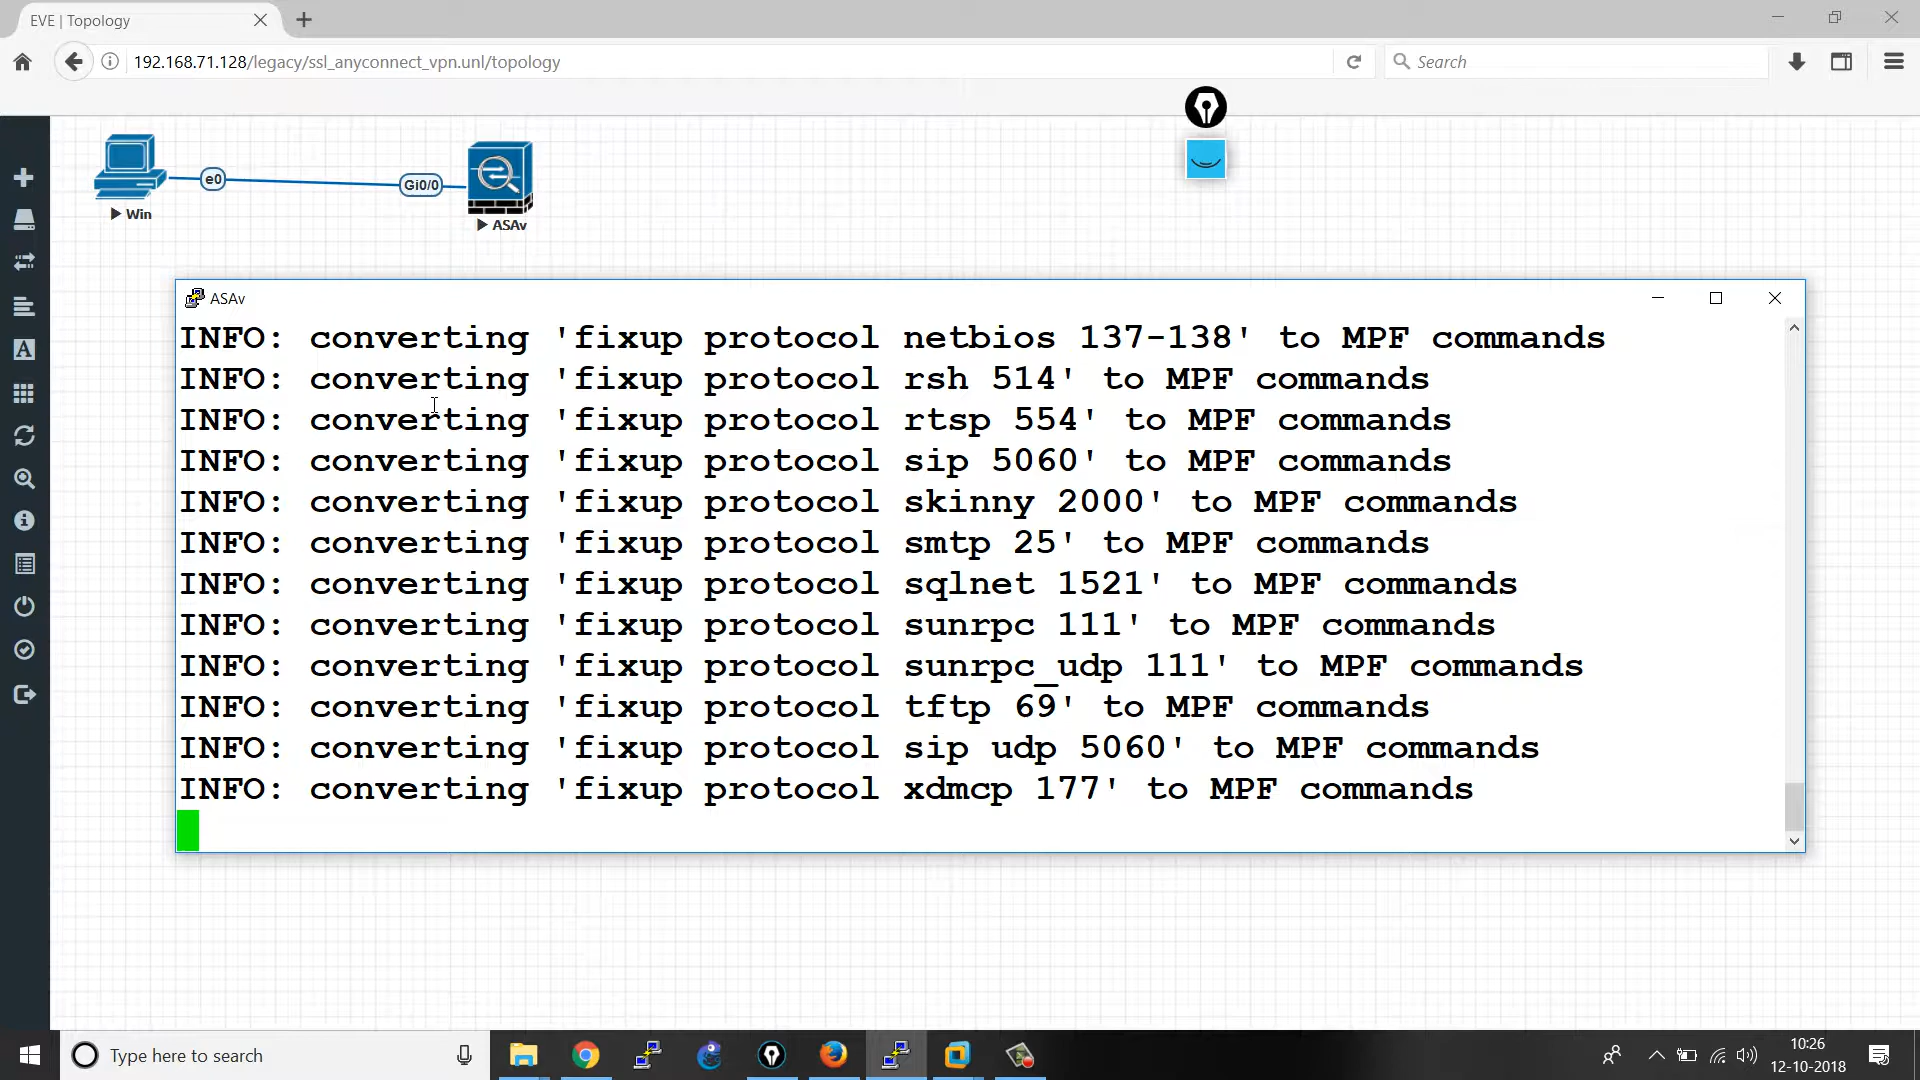 EVE | Topology
192.168.71.128/legacy/ssl_anyconnect_vpn.unl/topology
Search
e0
Gi0/0
Win
ASAv
ASAv
INFO: converting 'fixup protocol netbios 137-138' to MPF commands
INFO: converting 'fixup protocol rsh 514' to MPF commands
INFO: converting 'fixup protocol rtsp 554' to MPF commands
INFO: converting 'fixup protocol sip 5060' to MPF commands
INFO: converting 'fixup protocol skinny 2000' to MPF commands
INFO: converting 'fixup protocol smtp 25' to MPF commands
INFO: converting 'fixup protocol sqlnet 1521' to MPF commands
INFO: converting 'fixup protocol sunrpc 111' to MPF commands
INFO: converting 'fixup protocol sunrpc_udp 111' to MPF commands
INFO: converting 'fixup protocol tftp 69' to MPF commands
INFO: converting 'fixup protocol sip udp 5060' to MPF commands
INFO: converting 'fixup protocol xdmcp 177' to MPF commands
Type here to search
10:26
12-10-2018